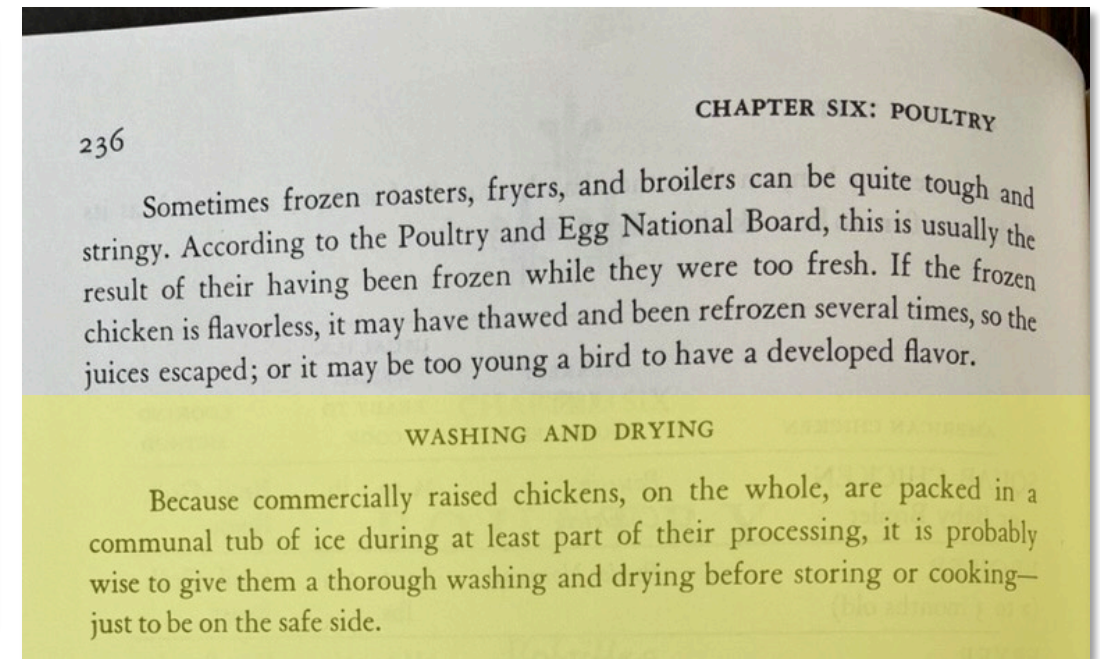 236
CHAPTER SIX: POULTRY
Sometimes frozen roasters, fryers, and broilers can be quite tough and
stringy. According to the Poultry and Egg National Board, this is usually the
result of their having been frozen while they were too fresh. If the frozen
chicken is flavorless, it may have thawed and been refrozen several times, so the
juices escaped; or it may be too young a bird to have a developed flavor.
WASHING AND DRYING
Because commercially raised chickens, on the whole, are packed in a
communal tub of ice during at least part of their processing, it is probably
wise to give them a thorough washing and drying before storing or cooking—
just to be on the safe side.